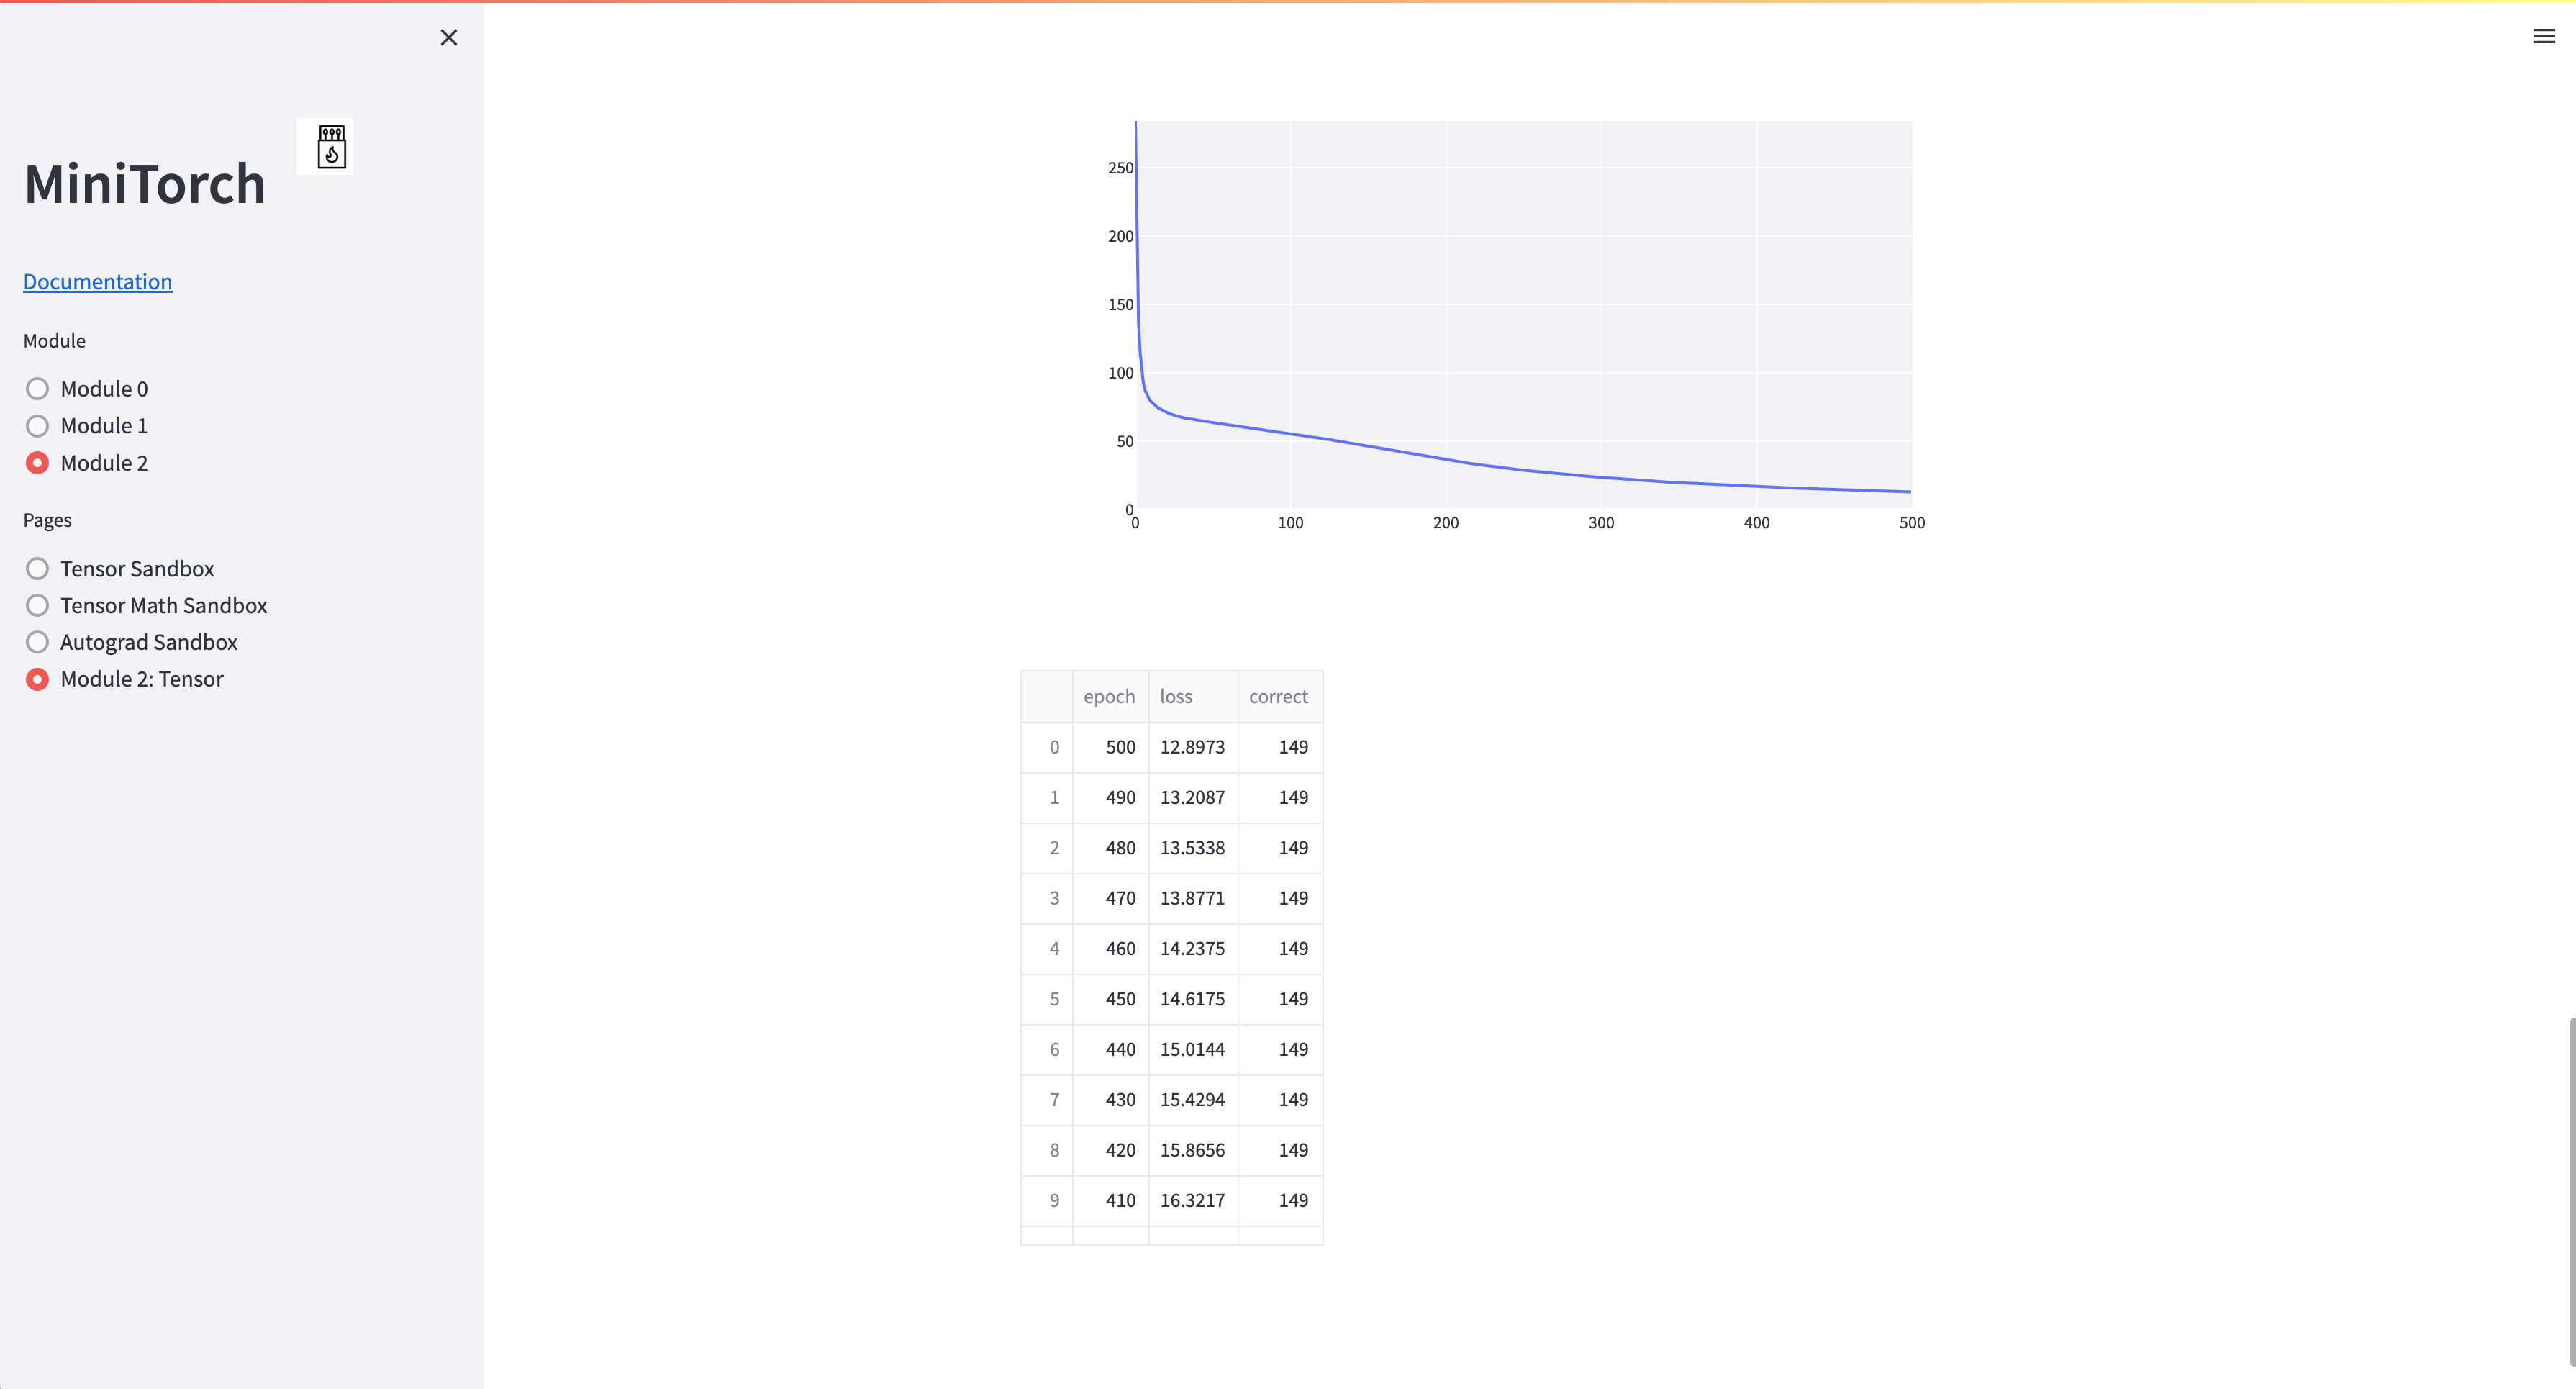 MiniTorch
Documentation
Module
Module 0
Module 1
Module 2
Pages
Tensor Sandbox
Tensor Math Sandbox
Autograd Sandbox
Module 2: Tensor
250
200
150
100
50
0
0 100 200 300 400 500
epoch loss correct
0 500 12.8973 149
1 490 13.2087 149
2 480 13.5338 149
3 470 13.8771 149
4 460 14.2375 149
5 450 14.6175 149
6 440 15.0144 149
7 430 15.4294 149
8 420 15.8656 149
9 410 16.3217 149